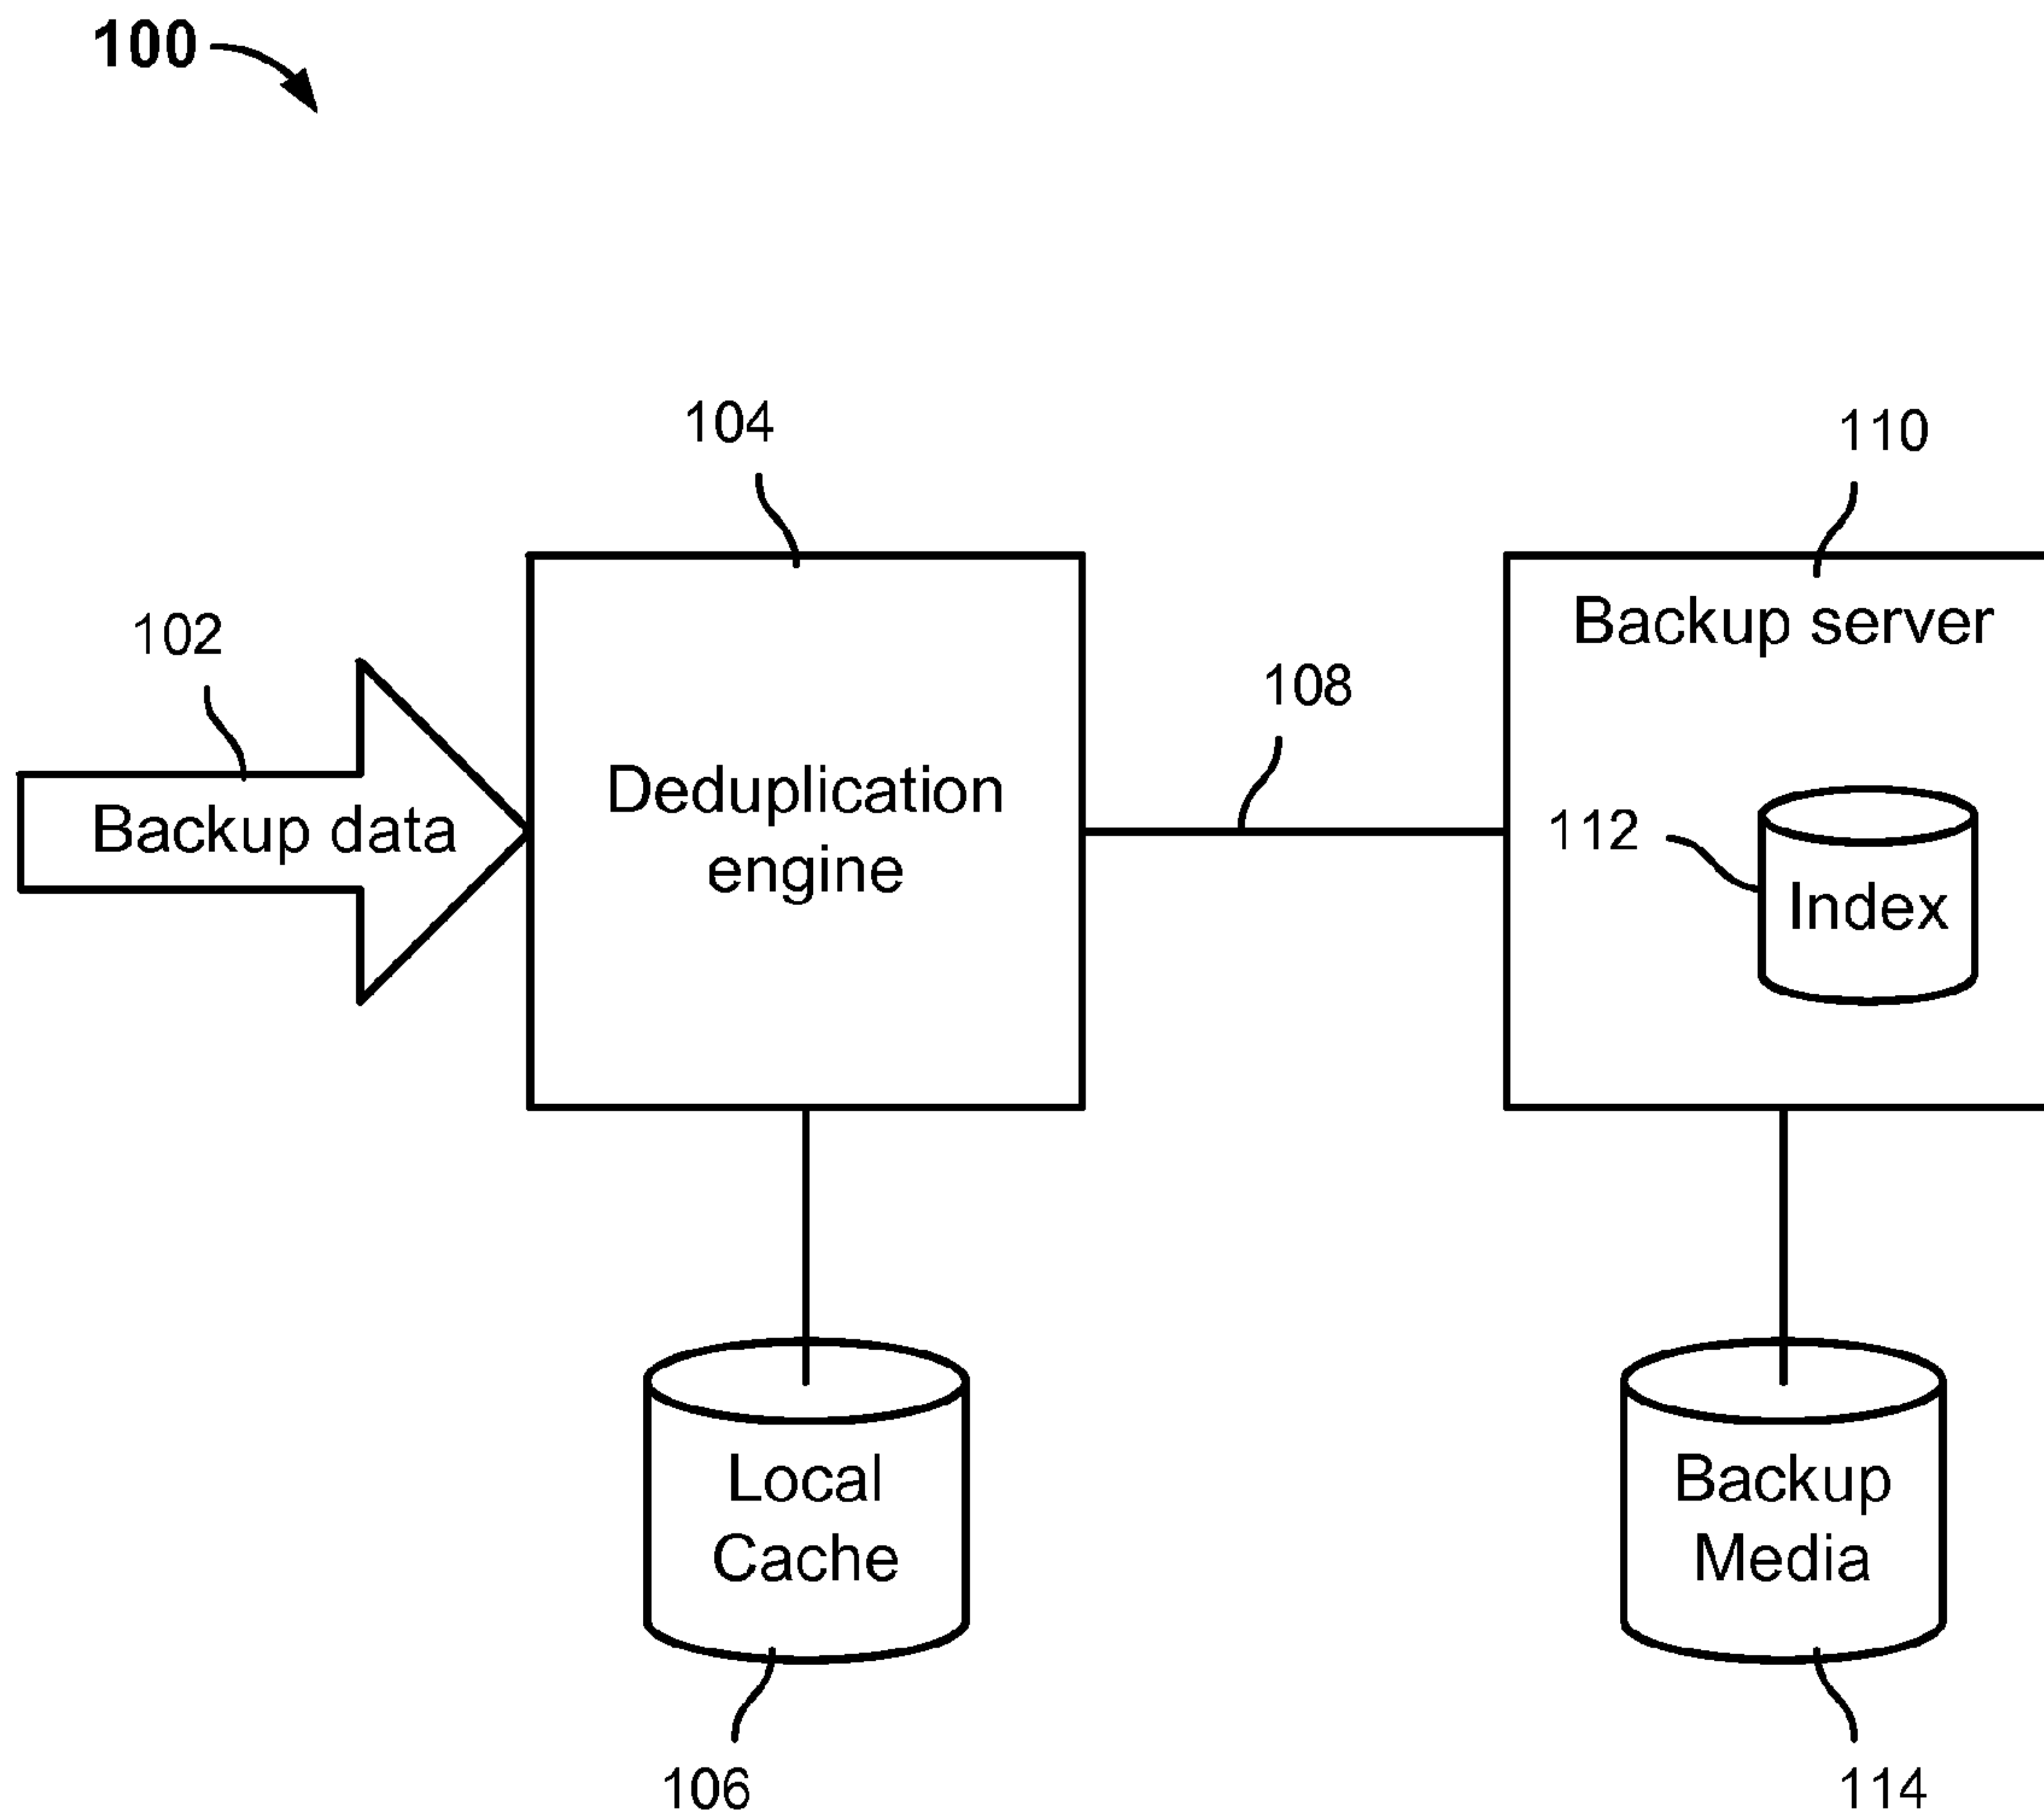 100
104
110
102
Backup server
108
Deduplication
engine
Backup data
112
Index
Local
Cache
Backup
Media
106
114